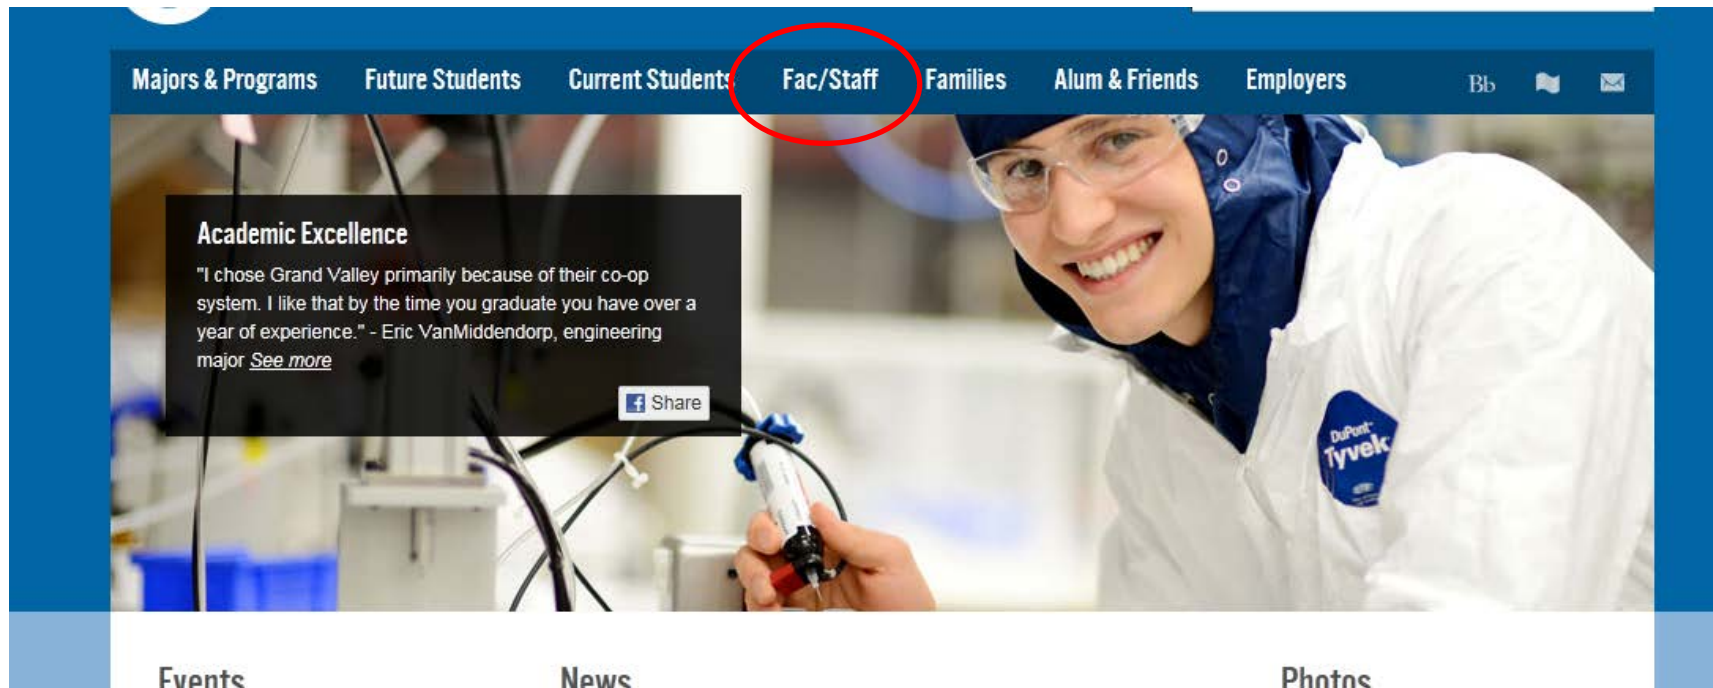 Majors & Programs Future Students Current Students Fac/Staff Families Alum & Friends Employers Bb
Academic Excellence
"I chose Grand Valley primarily because of their co-op
system. I like that by the time you graduate you have over a
year of experience." - Eric VanMiddendorp, engineering
major See more
Share
DuPont
Tyvek
Events News Photos